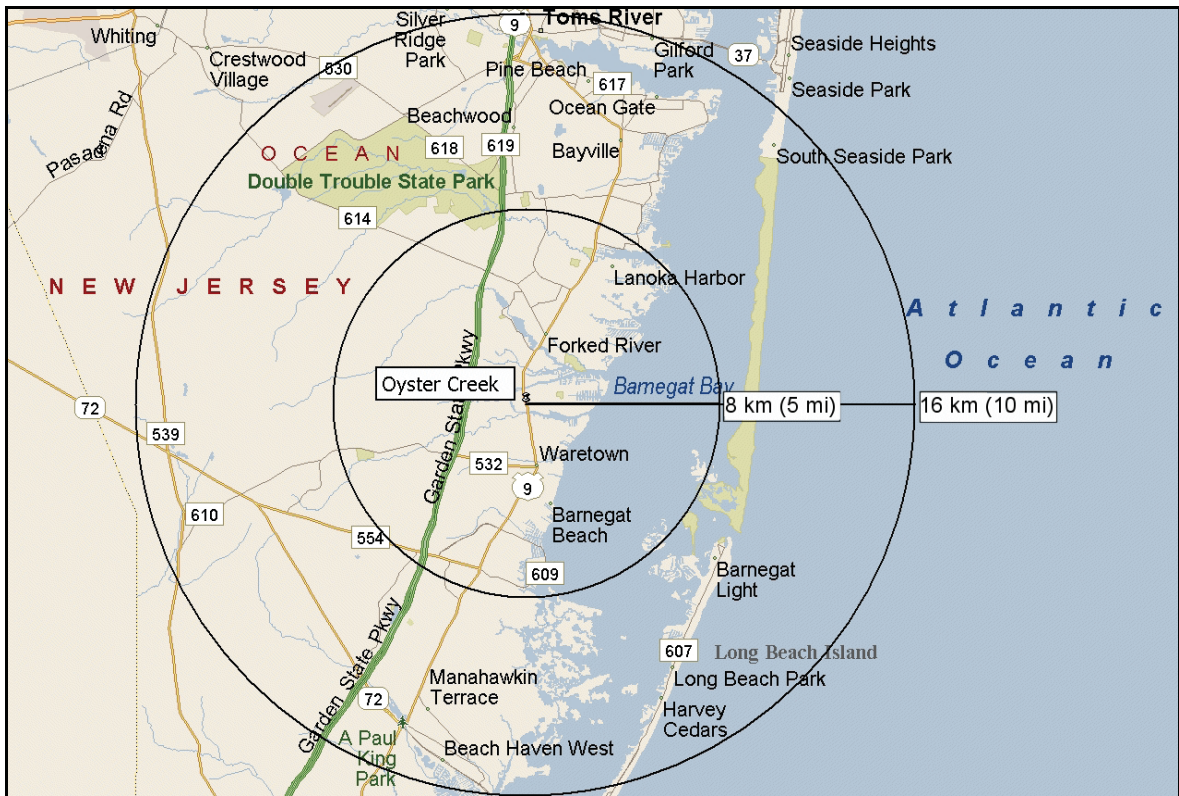 Toms River
9
Silver
Ridge
Park
Whiting
Crestwood
Village
530
Gilford
Park
37
Seaside Heights
Pine Beach
617
Seaside Park
Ocean Gate
Beachwood
Pasadena Rd
OCEAN
618
619
Bayville
South Seaside Park
Double Trouble State Park
614
Lanoka Harbor
NEW JERSEY
Atlantic
Ocean
Forked River
Garden State Pkwy
Oyster Creek
Barnegat Bay
8 km (5 mi)
16 km (10 mi)
72
539
532
Waretown
9
610
Barnegat
Beach
554
609
Barnegat
Light
Garden State Pkwy
607
Long Beach Island
Long Beach Park
Manahawkin
Terrace
72
Harvey
Cedars
A Paul
King
Park
Beach Haven West